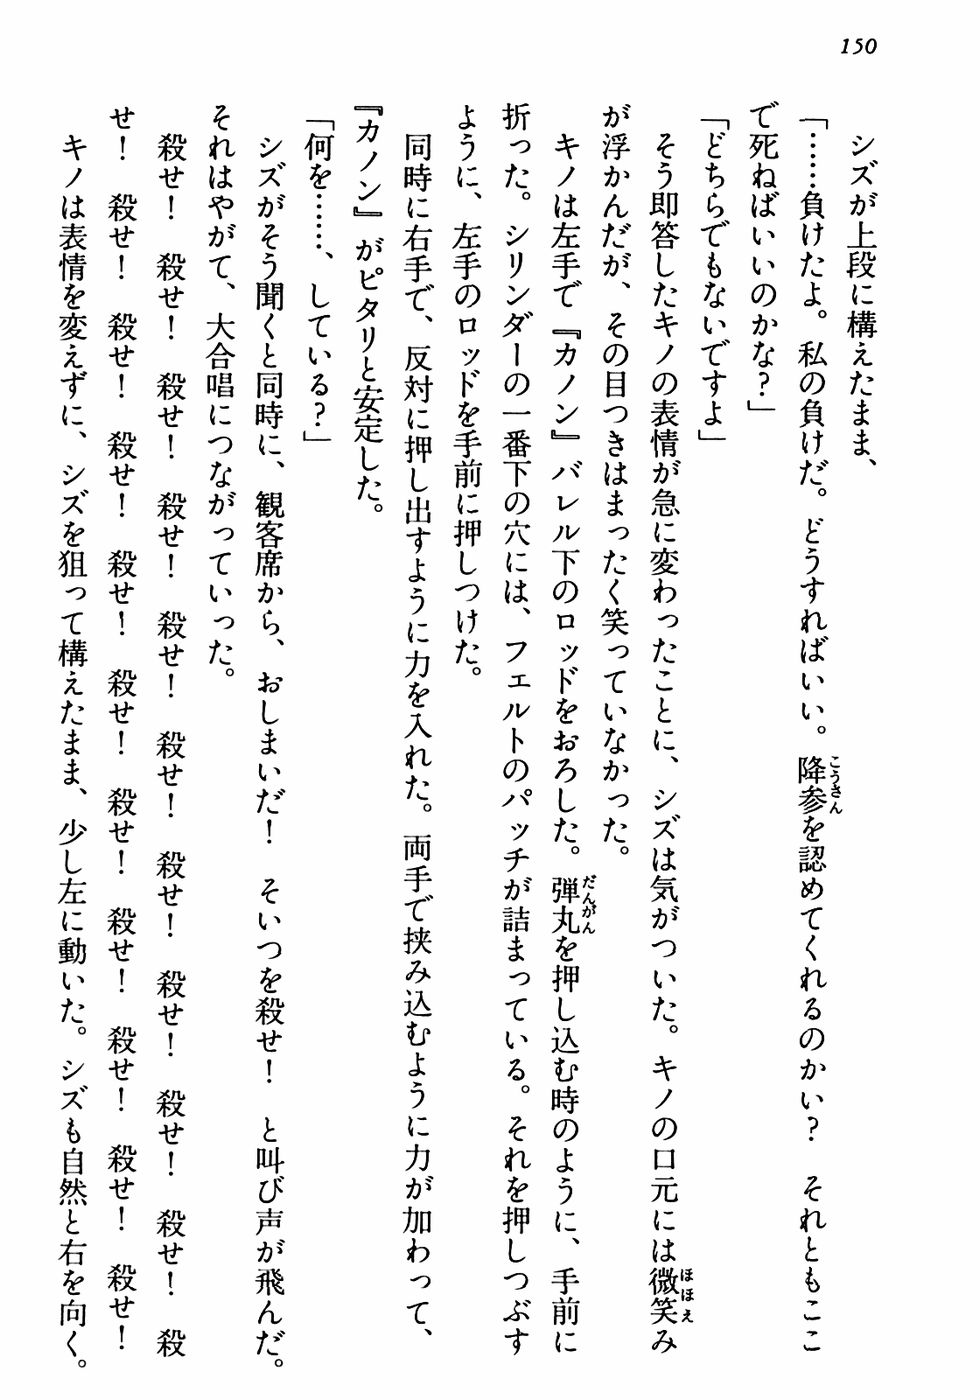 150
シズが上段に構えたまま、
「……負けたよ。私の負けだ。どうすればいい。降参を認めてくれるのかい？　それともここ
で死ねばいいのかな？」
「どちらでもないですよ」
そう即答したキノの表情が急に変わったことに、シズは気がついた。キノの口元には微笑み
が浮かんだが、その目つきはまったく笑っていなかった。
キノは左手で『カノン』バレル下のロッドをおろした。弾丸を押し込む時のように、手前に
折った。シリンダーの一番下の穴には、フェルトのパッチが詰まっている。それを押しつぶす
ように、左手のロッドを手前に押しつけた。
同時に右手で、反対に押し出すように力を入れた。両手で挟み込むように力が加わって、
『カノン』がピタリと安定した。
「何を……、している？」
シズがそう聞くと同時に、観客席から、おしまいだ！　そいつを殺せ！　と叫び声が飛んだ。
それはやがて、大合唱につながっていった。
殺せ！　殺せ！　殺せ！　殺せ！　殺せ！　殺せ！　殺せ！　殺せ！　殺せ！　殺せ！　殺
せ！　殺せ！　殺せ！　殺せ！　殺せ！　殺せ！　殺せ！　殺せ！　殺せ！　殺せ！　殺せ！
キノは表情を変えずに、シズを狙って構えたまま、少し左に動いた。シズも自然と右を向く。